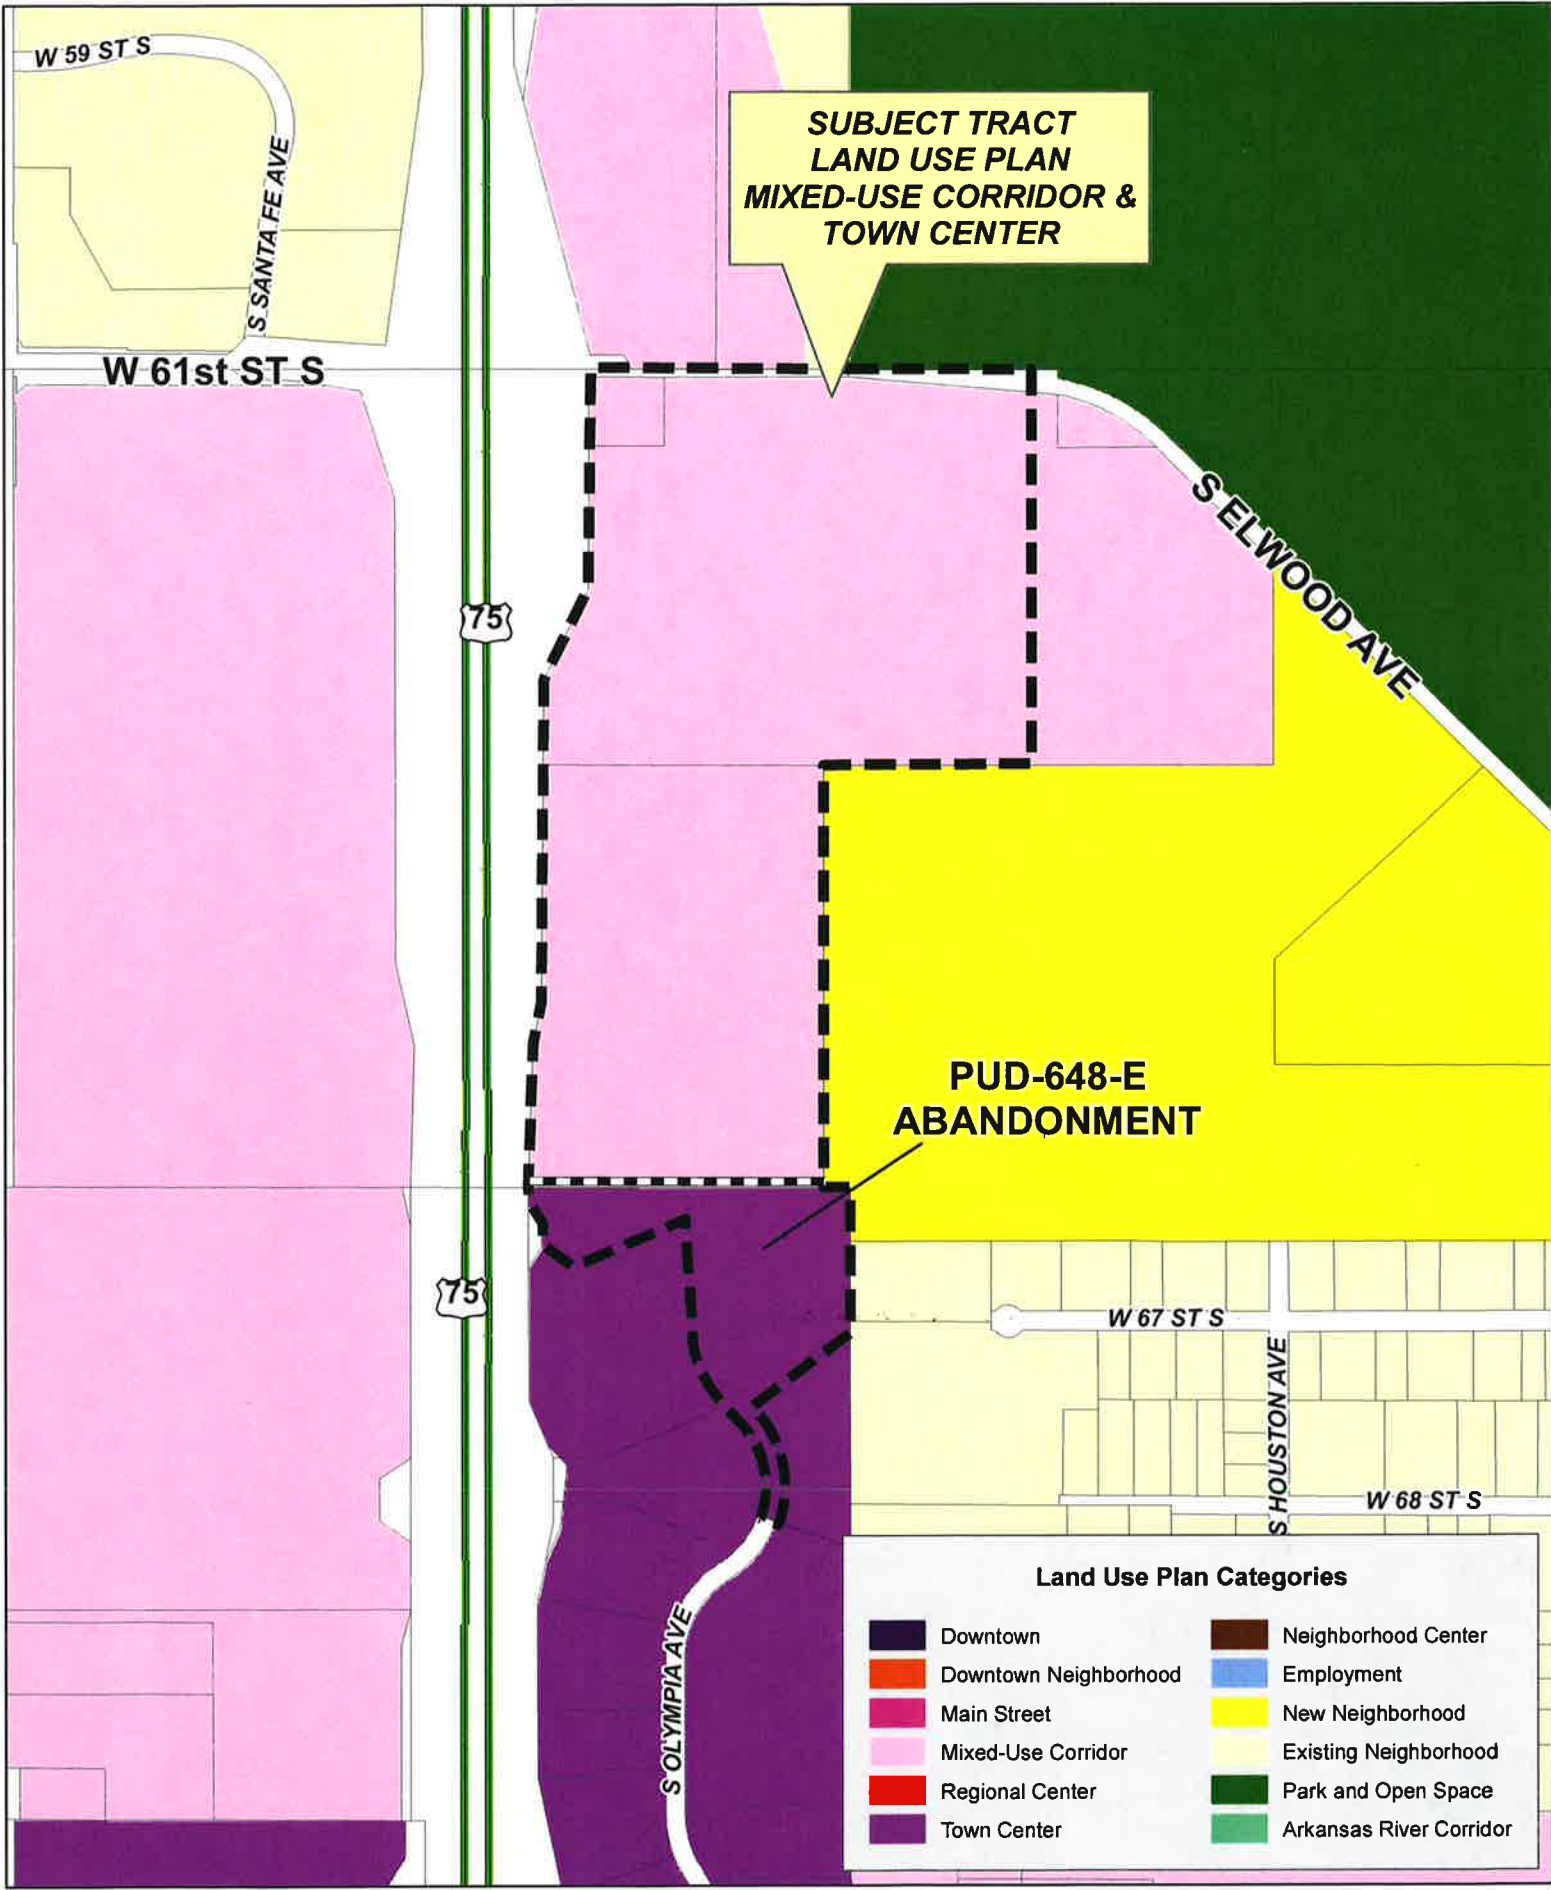 W 59 ST S
S SANTA FE AVE
SUBJECT TRACT
LAND USE PLAN
MIXED-USE CORRIDOR &
TOWN CENTER
W 61st ST S
S ELWOOD AVE
75
PUD-648-E
ABANDONMENT
75
W 67 ST S
S HOUSTON AVE
W 68 ST S
S OLYMPIA AVE
Land Use Plan Categories
Downtown
Downtown Neighborhood
Main Street
Mixed-Use Corridor
Regional Center
Town Center
Neighborhood Center
Employment
New Neighborhood
Existing Neighborhood
Park and Open Space
Arkansas River Corridor